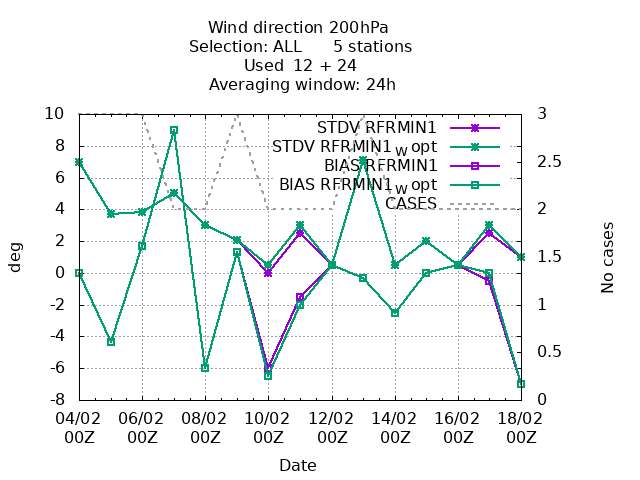 Wind direction 200hPa
Selection: ALL 5 stations
Used 12 + 24
Averaging window: 24h
10 3
STDV RFRMIN1
8
STDV RFRMIN1_w opt
6 2.5
BIAS RFRMIN1
BIAS RFRMIN1_w opt
4 2
CASES
2
0 1.5
-2 1
-4
-6 0.5
-8 0
deg
No cases
04/02 06/02 08/02 10/02 12/02 14/02 16/02 18/02
00Z 00Z 00Z 00Z 00Z 00Z 00Z 00Z
Date